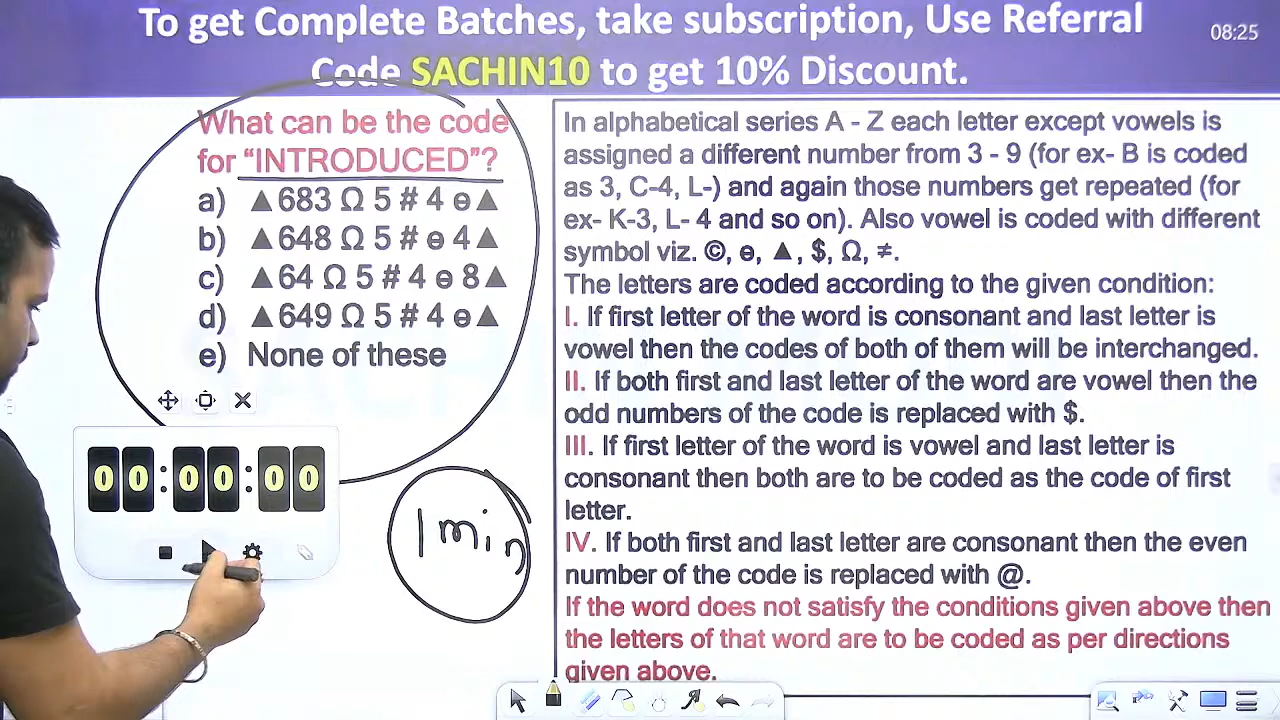 To get Complete Batches, take subscription, Use Referral
Code SACHIN10 to get 10% Discount.
08:25
What can be the code
for “INTRODUCED”?
a) ▲683 Ω 5 # 4 ɵ▲
b) ▲648 Ω 5 # ɵ 4▲
c) ▲64 Ω 5 # 4 ɵ 8▲
d) ▲649 Ω 5 # 4 ɵ▲
e) None of these
00:00:00
1 min
In alphabetical series A - Z each letter except vowels is
assigned a different number from 3 - 9 (for ex- B is coded
as 3, C-4, L-) and again those numbers get repeated (for
ex- K-3, L- 4 and so on). Also vowel is coded with different
symbol viz. ©, ɵ, ▲, $, Ω, ≠.
The letters are coded according to the given condition:
I. If first letter of the word is consonant and last letter is
vowel then the codes of both of them will be interchanged.
II. If both first and last letter of the word are vowel then the
odd numbers of the code is replaced with $.
III. If first letter of the word is vowel and last letter is
consonant then both are to be coded as the code of first
letter.
IV. If both first and last letter are consonant then the even
number of the code is replaced with @.
If the word does not satisfy the conditions given above then
the letters of that word are to be coded as per directions
given above.